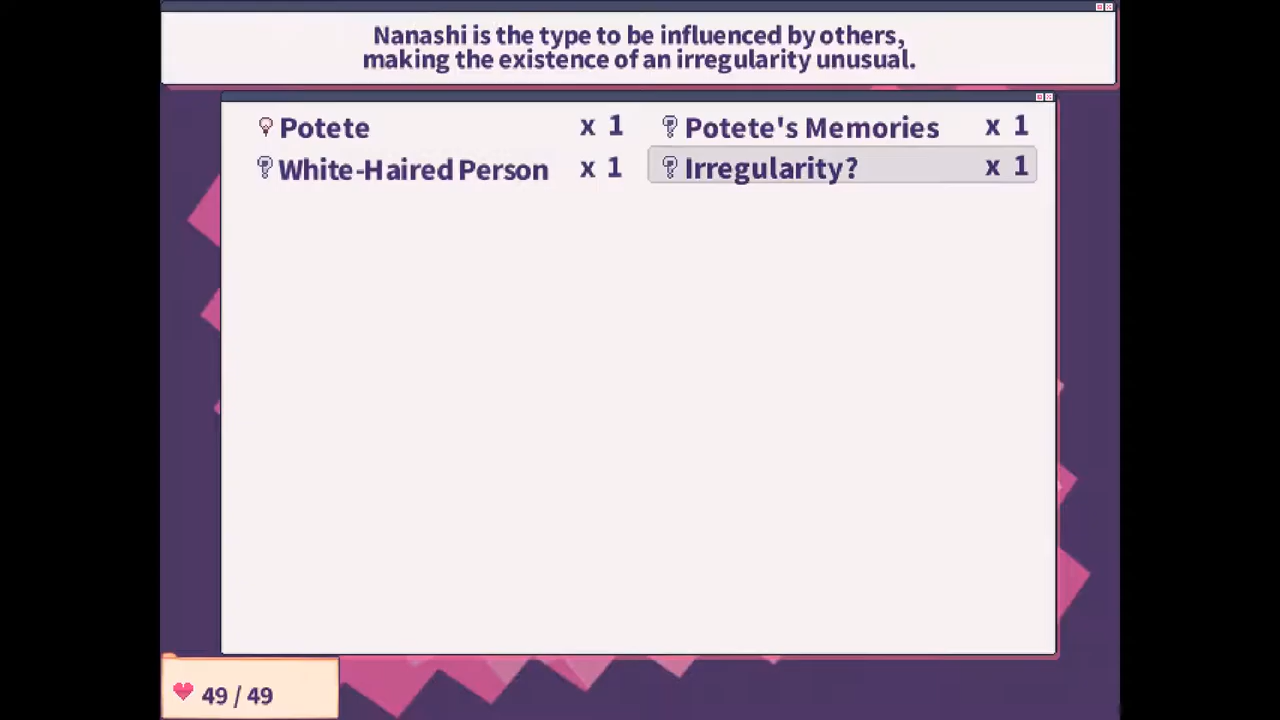 Nanashi is the type to be influenced by others,
making the existence of an irregularity unusual.
Potete x 1 Potete's Memories x 1
White-Haired Person x 1 Irregularity? x 1
49 / 49